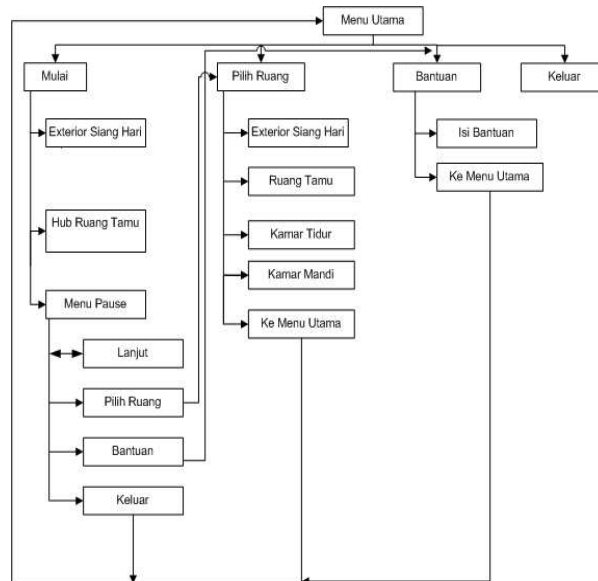 Menu Utama
Mulai
Pilih Ruang
Bantuan
Keluar
Exterior Siang Hari
Hub Ruang Tamu
Menu Pause
Lanjut
Pilih Ruang
Bantuan
Keluar
Exterior Siang Hari
Ruang Tamu
Kamar Tidur
Kamar Mandi
Ke Menu Utama
Isi Bantuan
Ke Menu Utama